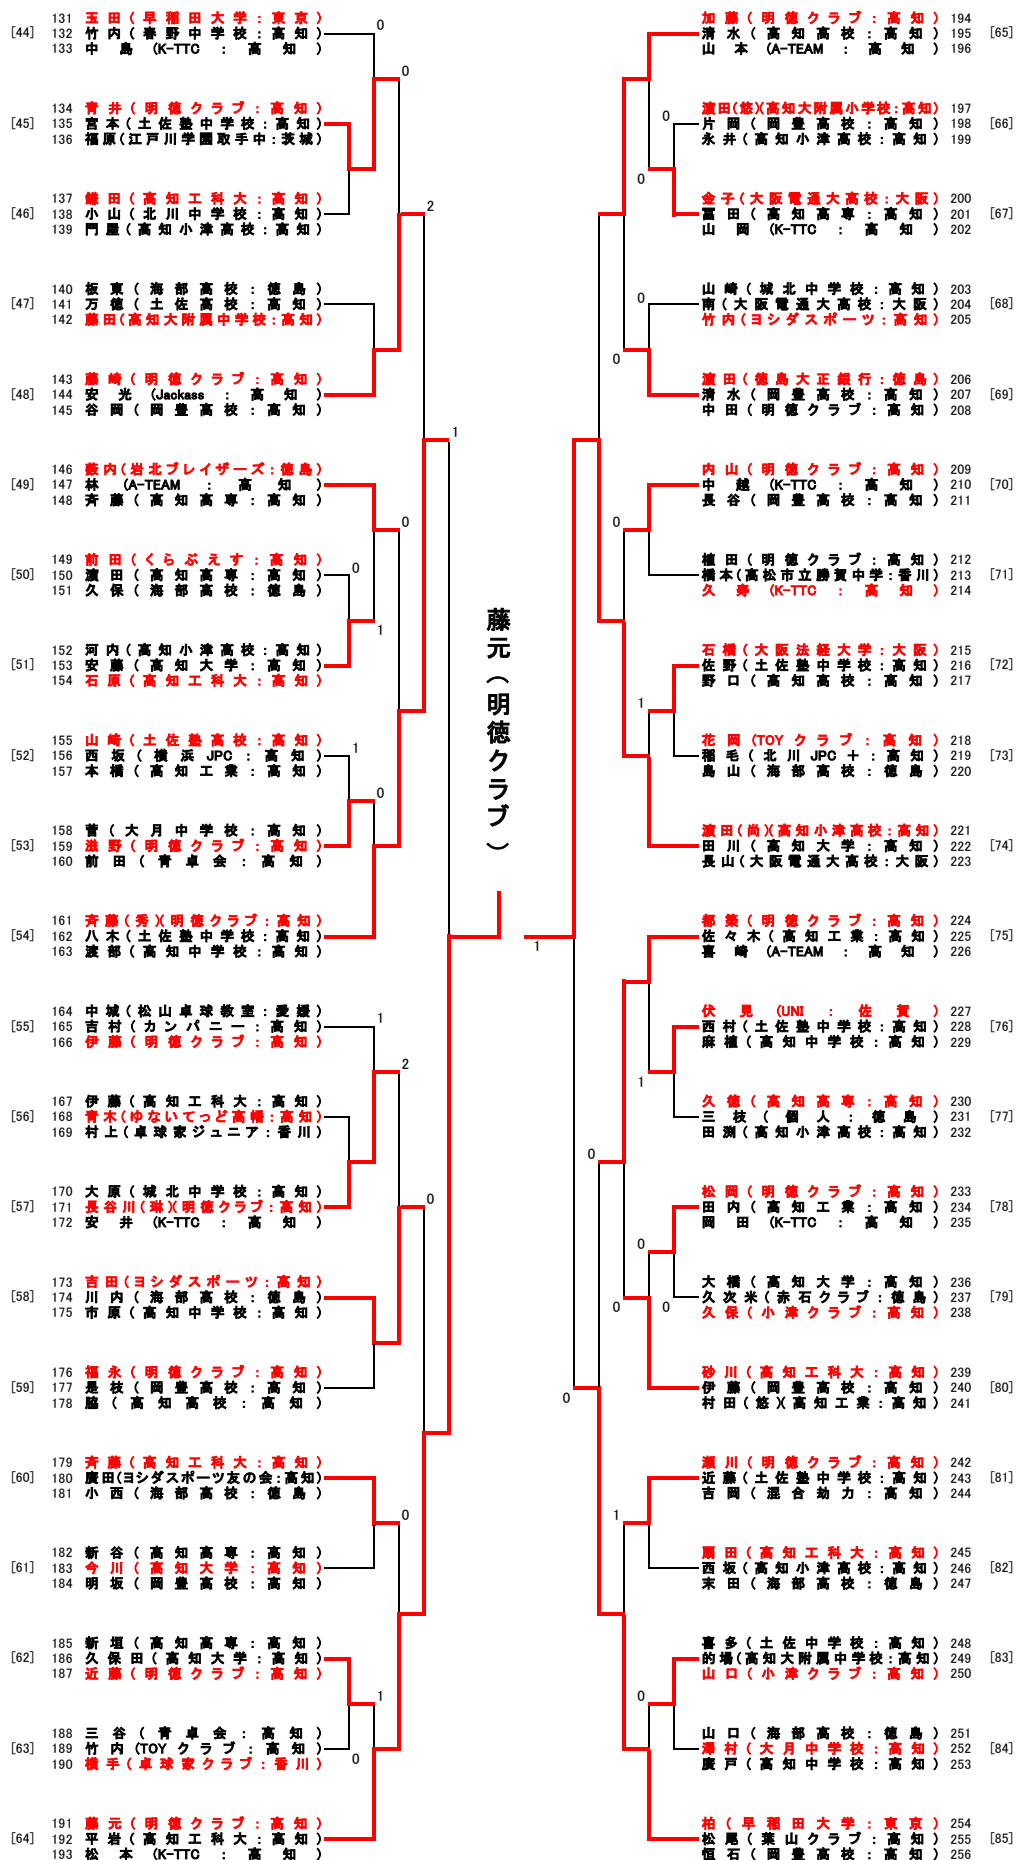 131 玉田(早稲田大学:東京)
[44] 132 竹内(春野中学校:高知)
133 中島(K-TTC:高知)
134 青井(明徳クラブ:高知)
[45] 135 宮本(土佐塾中学校:高知)
136 福原(江戸川学園取手中:茨城)
137 鎌田(高知工科大:高知)
[46] 138 小山(北川中学校:高知)
139 門屋(高知小津高校:高知)
140 板東(海部高校:徳島)
[47] 141 万徳(土佐高校:高知)
142 藤田(高知大附属中学校:高知)
143 藤崎(明徳クラブ:高知)
[48] 144 安光(Jackass:高知)
145 谷岡(岡豊高校:高知)
146 薮内(岩北ブレイザーズ:徳島)
[49] 147 林(A-TEAM:高知)
148 斉藤(高知高専:高知)
149 前田(くらぶえす:高知)
[50] 150 濵田(高知高専:高知)
151 久保(海部高校:徳島)
152 河内(高知小津高校:高知)
[51] 153 安藤(高知大学:高知)
154 石原(高知工科大:高知)
155 山崎(土佐塾高校:高知)
[52] 156 西坂(横浜JPC:高知)
157 本橋(高知工業:高知)
158 菅(大月中学校:高知)
[53] 159 滋野(明徳クラブ:高知)
160 前田(青卓会:高知)
161 斉藤(秀)(明徳クラブ:高知)
[54] 162 八木(土佐塾中学校:高知)
163 渡部(高知中学校:高知)
164 中城(松山卓球教室:愛媛)
[55] 165 吉村(カンパニー:高知)
166 伊藤(明徳クラブ:高知)
167 伊藤(高知工科大:高知)
[56] 168 青木(ゆないてっど高幡:高知)
169 村上(卓球家ジュニア:香川)
170 大原(城北中学校:高知)
[57] 171 長谷川(琳)(明徳クラブ:高知)
172 安井(K-TTC:高知)
173 吉田(ヨシダスポーツ:高知)
[58] 174 川内(海部高校:徳島)
175 市原(高知中学校:高知)
176 福永(明徳クラブ:高知)
[59] 177 是枝(岡豊高校:高知)
178 脇(高知高校:高知)
179 斉藤(高知工科大:高知)
[60] 180 廣田(ヨシダスポーツ友の会:高知)
181 小西(海部高校:徳島)
182 新谷(高知高専:高知)
[61] 183 今川(高知大学:高知)
184 明坂(岡豊高校:高知)
185 新垣(高知高専:高知)
[62] 186 久保田(高知大学:高知)
187 近藤(明徳クラブ:高知)
188 三谷(青卓会:高知)
[63] 189 竹内(TOYクラブ:高知)
190 横手(卓球家クラブ:香川)
191 藤元(明徳クラブ:高知)
[64] 192 平岩(高知工科大:高知)
193 松本(K-TTC:高知)
0
0
2
1
0
0
1
1
0
1
2
0
0
1
0
藤元(明徳クラブ)
1
0
0
0
0
0
1
1
0
0
0
0
0
1
0
加藤(明徳クラブ:高知) 194
清水(高知高校:高知) 195 [65]
山本(A-TEAM:高知) 196
濵田(悠)(高知大附属小学校:高知) 197
片岡(岡豊高校:高知) 198 [66]
永井(高知小津高校:高知) 199
金子(大阪電通大高校:大阪) 200
冨田(高知高専:高知) 201 [67]
山岡(K-TTC:高知) 202
山崎(城北中学校:高知) 203
南(大阪電通大高校:大阪) 204 [68]
竹内(ヨシダスポーツ:高知) 205
濵田(徳島大正銀行:徳島) 206
清水(岡豊高校:高知) 207 [69]
中田(明徳クラブ:高知) 208
内山(明徳クラブ:高知) 209
中越(K-TTC:高知) 210 [70]
長谷(岡豊高校:高知) 211
植田(明徳クラブ:高知) 212
橋本(高松市立勝賀中学:香川) 213 [71]
久寿(K-TTC:高知) 214
石橋(大阪法経大学:大阪) 215
佐野(土佐塾中学校:高知) 216 [72]
野口(高知高校:高知) 217
花岡(TOYクラブ:高知) 218
稲毛(北川JPC+:高知) 219 [73]
島山(海部高校:徳島) 220
濵田(尚)(高知小津高校:高知) 221
田川(高知大学:高知) 222 [74]
長山(大阪電通大高校:大阪) 223
都築(明徳クラブ:高知) 224
佐々木(高知工業:高知) 225 [75]
喜崎(A-TEAM:高知) 226
伏見(UNI:佐賀) 227
西村(土佐塾中学校:高知) 228 [76]
麻植(高知中学校:高知) 229
久徳(高知高専:高知) 230
三枝(個人:徳島) 231 [77]
田渕(高知小津高校:高知) 232
松岡(明徳クラブ:高知) 233
田内(高知工業:高知) 234 [78]
岡田(K-TTC:高知) 235
大橋(高知大学:高知) 236
久次米(赤石クラブ:徳島) 237 [79]
久保(小津クラブ:高知) 238
砂川(高知工科大:高知) 239
伊藤(岡豊高校:高知) 240 [80]
村田(悠)(高知工業:高知) 241
瀬川(明徳クラブ:高知) 242
近藤(土佐塾中学校:高知) 243 [81]
吉岡(混合幼力:高知) 244
扇田(高知工科大:高知) 245
西坂(高知小津高校:高知) 246 [82]
末田(海部高校:徳島) 247
喜多(土佐中学校:高知) 248
的場(高知大附属中学校:高知) 249 [83]
山口(小津クラブ:高知) 250
山口(海部高校:徳島) 251
澤村(大月中学校:高知) 252 [84]
廣戸(高知中学校:高知) 253
柏(早稲田大学:東京) 254
松尾(葉山クラブ:高知) 255 [85]
恒石(岡豊高校:高知) 256